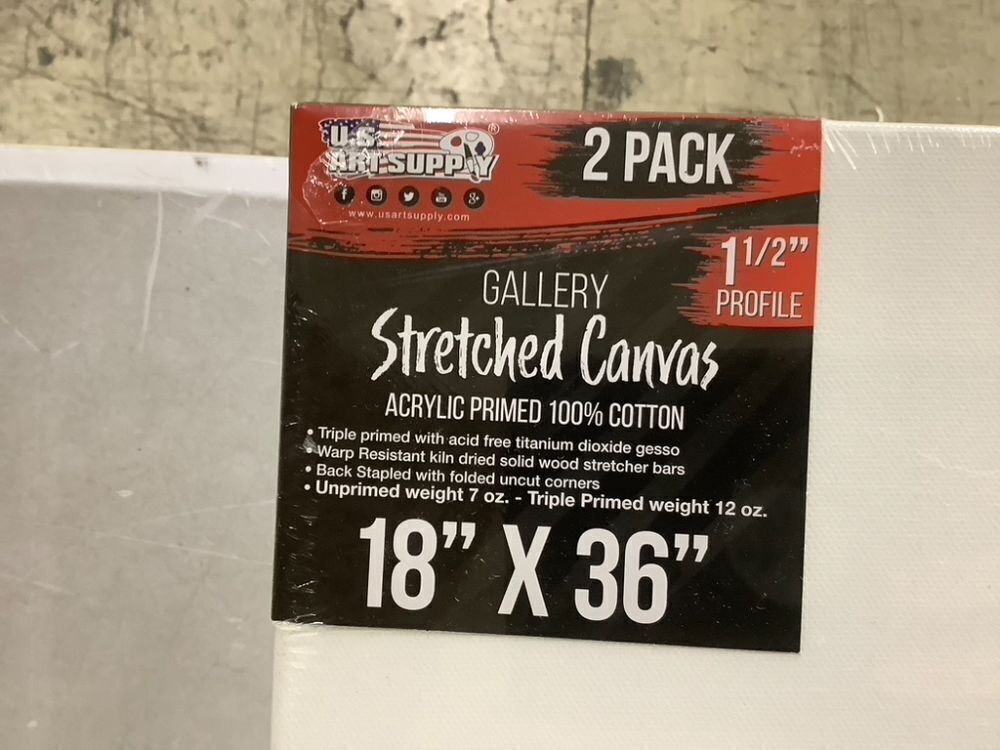 U.S.
ART SUPPLY
®
2 PACK
f You Tube g+
www.usartsupply.com
1 1/2”
PROFILE
GALLERY
Stretched Canvas
ACRYLIC PRIMED 100% COTTON
• Triple primed with acid free titanium dioxide gesso
• Warp Resistant kiln dried solid wood stretcher bars
• Back Stapled with folded uncut corners
• Unprimed weight 7 oz. - Triple Primed weight 12 oz.
18” X 36”